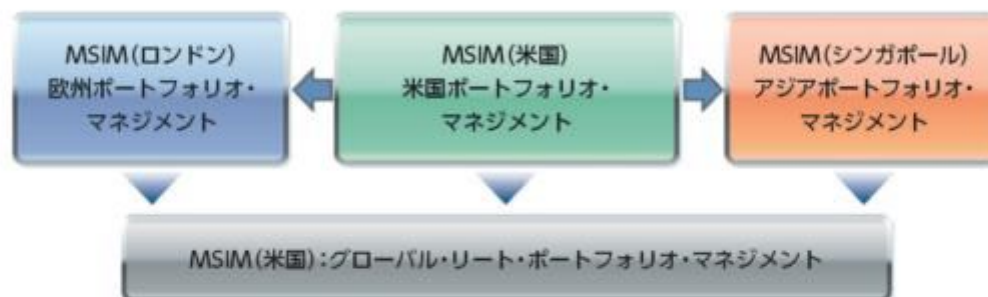 MSIM(ロンドン)
欧州ポートフォリオ・
マネジメント
MSIM(米国)
米国ポートフォリオ・
マネジメント
MSIM(シンガポール)
アジアポートフォリオ・
マネジメント
MSIM(米国):グローバル・リート・ポートフォリオ・マネジメント